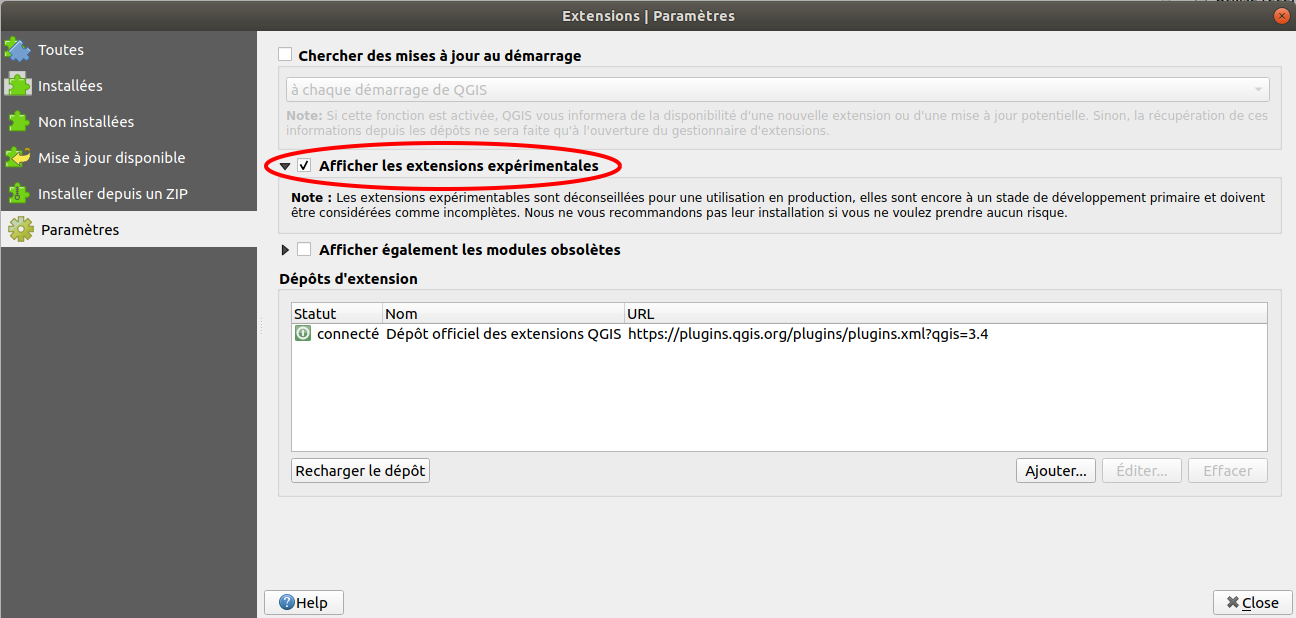 Extensions | Paramètres
Toutes
Installées
Non installées
Mise à jour disponible
Installer depuis un ZIP
Paramètres
Chercher des mises à jour au démarrage
à chaque démarrage de QGIS
Note: Si cette fonction est activée, QGIS vous informera de la disponibilité d'une nouvelle extension ou d'une mise à jour potentielle. Sinon, la récupération de ces
informations depuis les dépôts ne sera faite qu'à l'ouverture du gestionnaire d'extensions.
Afficher les extensions expérimentales
Note : Les extensions expérimentables sont déconseillées pour une utilisation en production, elles sont encore à un stade de développement primaire et doivent
être considérées comme incomplètes. Nous ne vous recommandons pas leur installation si vous ne voulez prendre aucun risque.
Afficher également les modules obsolètes
Dépôts d'extension
Statut Nom URL
connecté Dépôt officiel des extensions QGIS https://plugins.qgis.org/plugins/plugins.xml?qgis=3.4
Recharger le dépôt Ajouter... Éditer... Effacer
Help Close